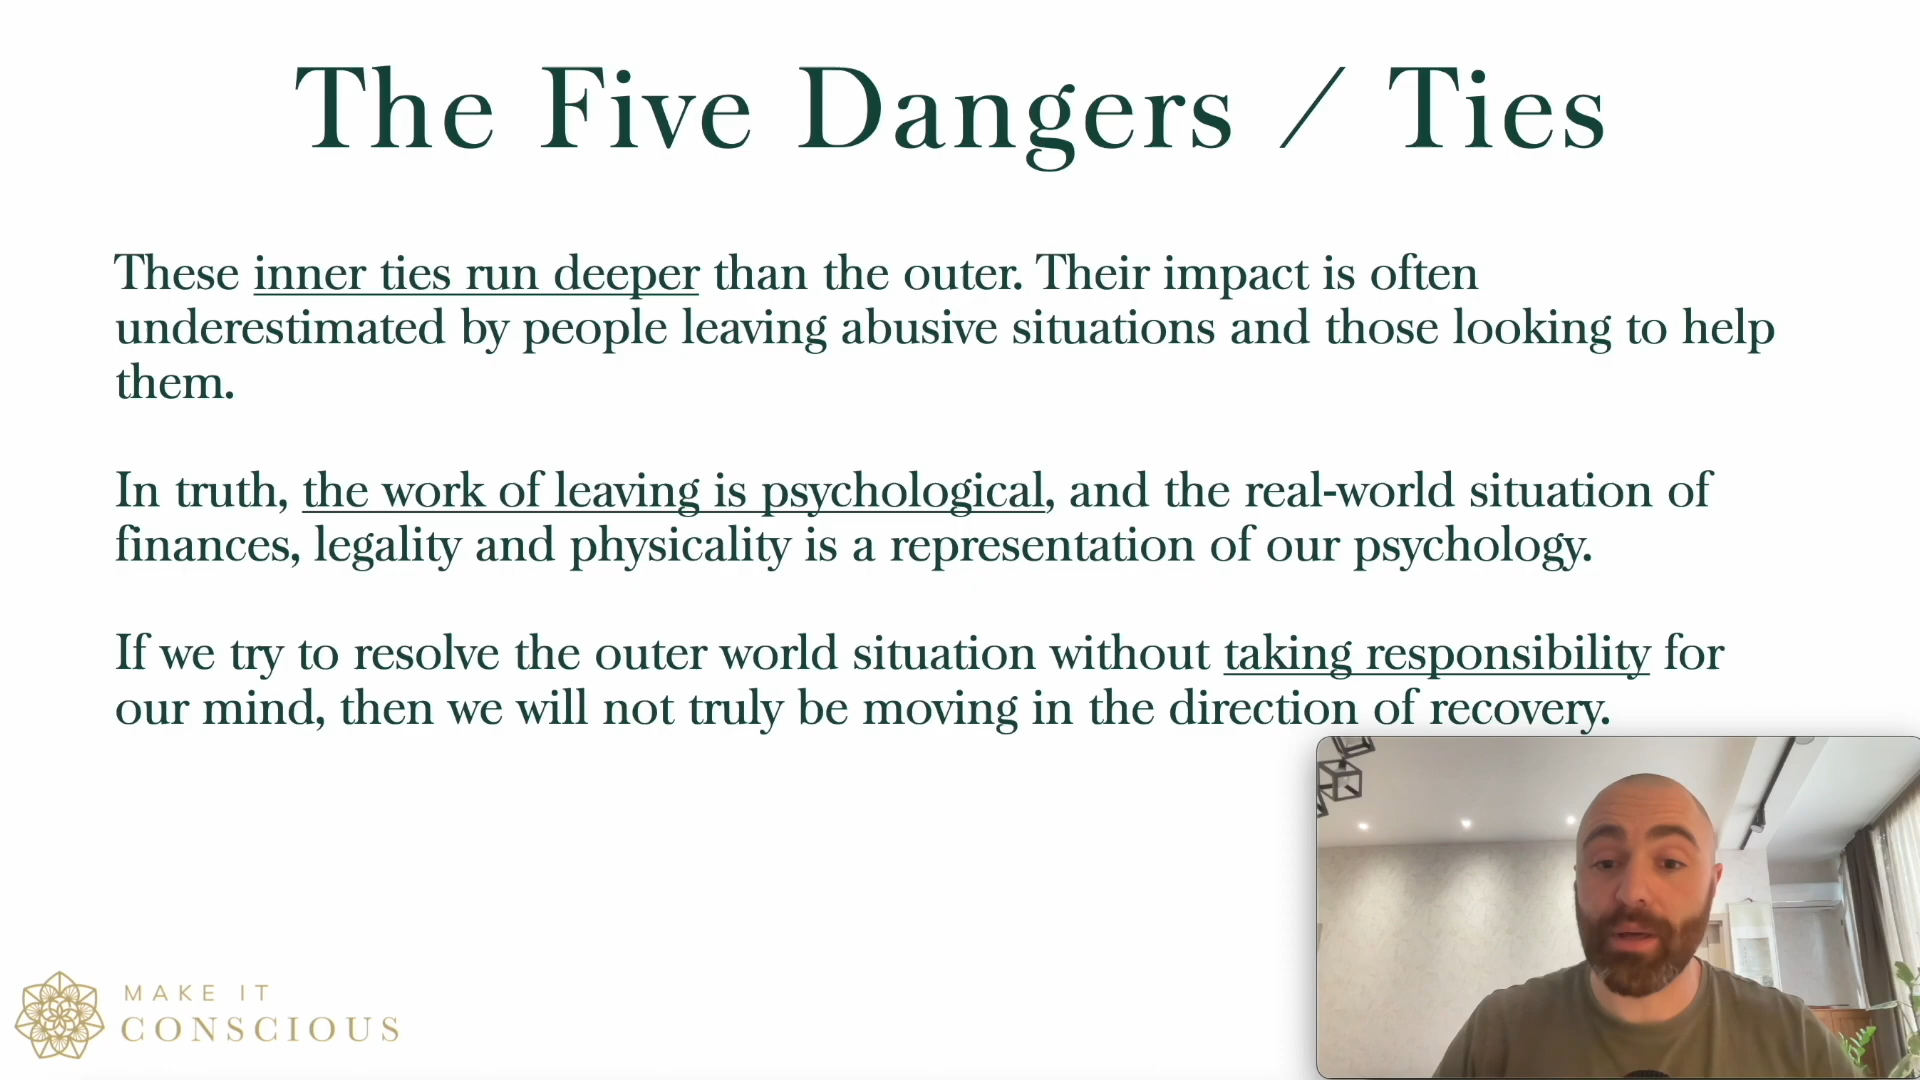 The Five Dangers / Ties
These inner ties run deeper than the outer. Their impact is often
underestimated by people leaving abusive situations and those looking to help
them.
In truth, the work of leaving is psychological, and the real-world situation of
finances, legality and physicality is a representation of our psychology.
If we try to resolve the outer world situation without taking responsibility for
our mind, then we will not truly be moving in the direction of recovery.
MAKE IT
CONSCIOUS